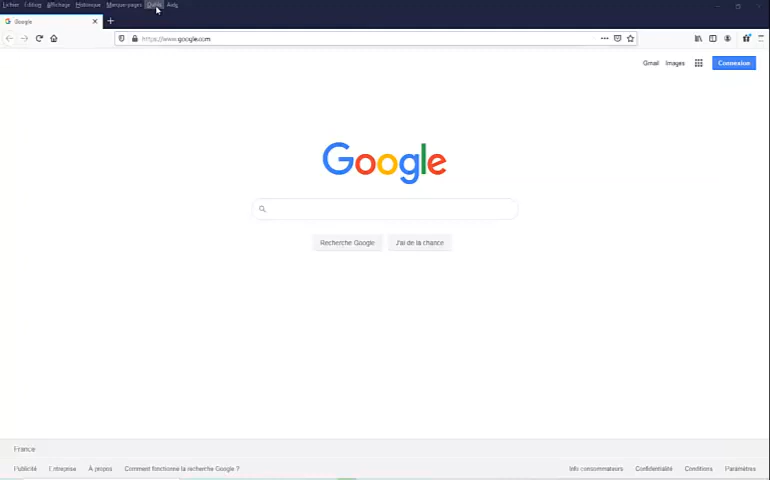 Fichier Edition Affichage Historique Marque-pages Outils Aide
Google
https://www.google.com
Gmail Images Connexion
Google
Recherche Google J'ai de la chance
France
Publicité Entreprise À propos Comment fonctionne la recherche Google ? Info consommateurs Confidentialité Conditions Paramètres